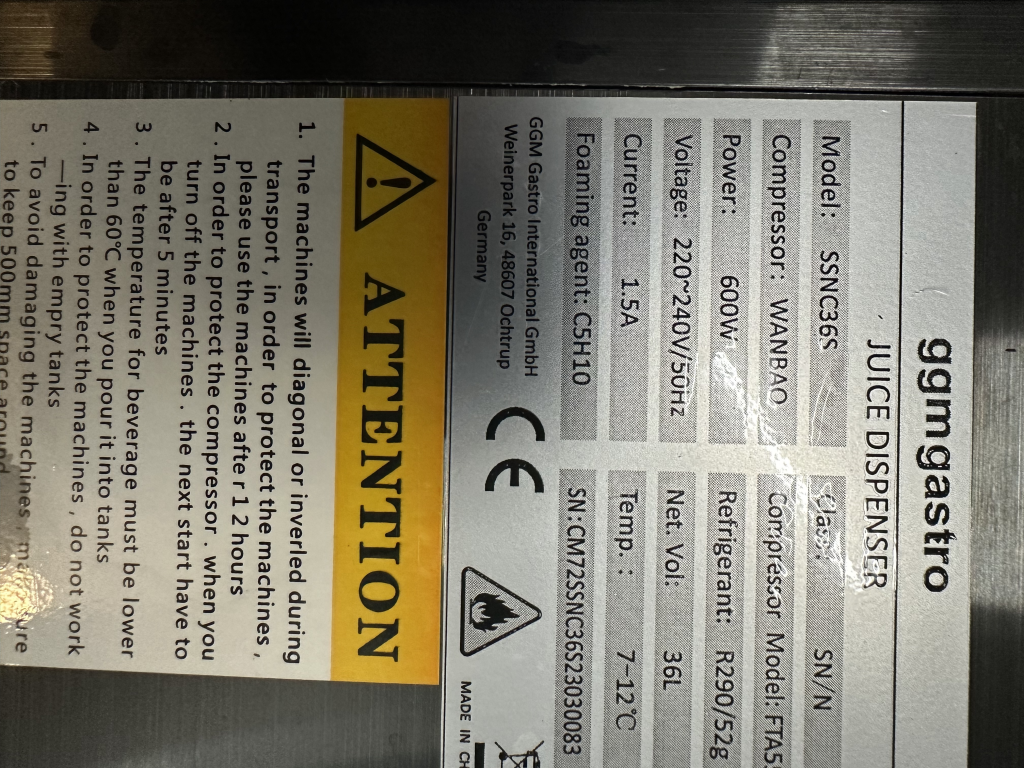 ggmgastro
JUICE DISPENSER
Model: SSNC36S Class: SN/N
Compressor: WANBAO Compressor Model:
Power: 600W Refrigerant: R290/52g
Voltage: 220~240V/50Hz Net. Vol: 36L
Current: 1.5A Temp. : 7-12℃
Foaming agent: C5H10 SN:CM72SSNC36S23030083
GGM Gastro International GmbH
Weinerpark 16, 48607 Ochtrup
Germany
CE
MADE IN
ATTENTION
1. The machines will diagonal or inverled during
transport , in order to protect the machines ,
please use the machines afte r 1 2 hours
2 . In order to protect the compressor . when you
turn off the machines . the next start have to
be after 5 minutes
3 . The temperature for beverage must be lower
than 60℃ when you pour it into tanks
4 . In order to protect the machines , do not work
—ing with empry tanks
5 . To avoid damaging the machines ,
to keep 500mm space around